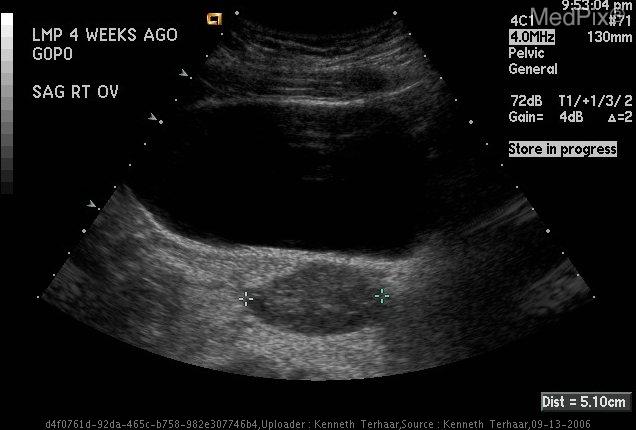 9:53:04 pm
4C1 #71
MedPix
4.0MHz 130mm
Pelvic
General
72dB T1/+1/3/2
Gain= 4dB Δ=2
Store in progress
LMP 4 WEEKS AGO
G0P0
SAG RT OV
Dist = 5.10cm
d4f0761d-92da-465c-b758-982e307746b4,Uploader : Kenneth Terhaar,Source : Kenneth Terhaar,09-13-2006